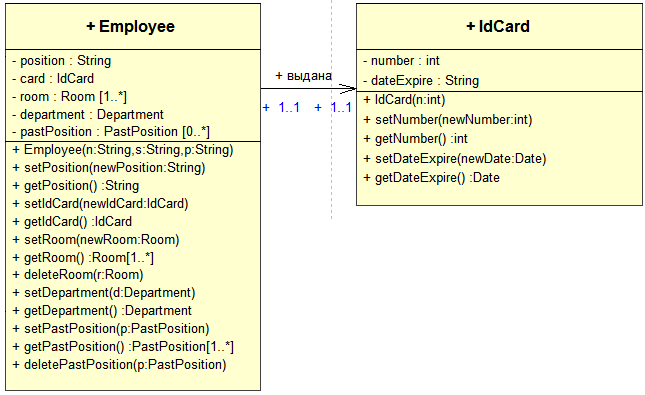 + Employee
- position : String
- card : IdCard
- room : Room [1..*]
- department : Department
- pastPosition : PastPosition [0..*]
+ Employee(n:String,s:String,p:String)
+ setPosition(newPosition:String)
+ getPosition() :String
+ setIdCard(newIdCard:IdCard)
+ getIdCard() :IdCard
+ setRoom(newRoom:Room)
+ getRoom() :Room[1..*]
+ deleteRoom(r:Room)
+ setDepartment(d:Department)
+ getDepartment() :Department
+ setPastPosition(p:PastPosition)
+ getPastPosition() :PastPosition[1..*]
+ deletePastPosition(p:PastPosition)
+ выдана
+ 1..1 + 1..1
+ IdCard
- number : int
- dateExpire : String
+ IdCard(n:int)
+ setNumber(newNumber:int)
+ getNumber() :int
+ setDateExpire(newDate:Date)
+ getDateExpire() :Date